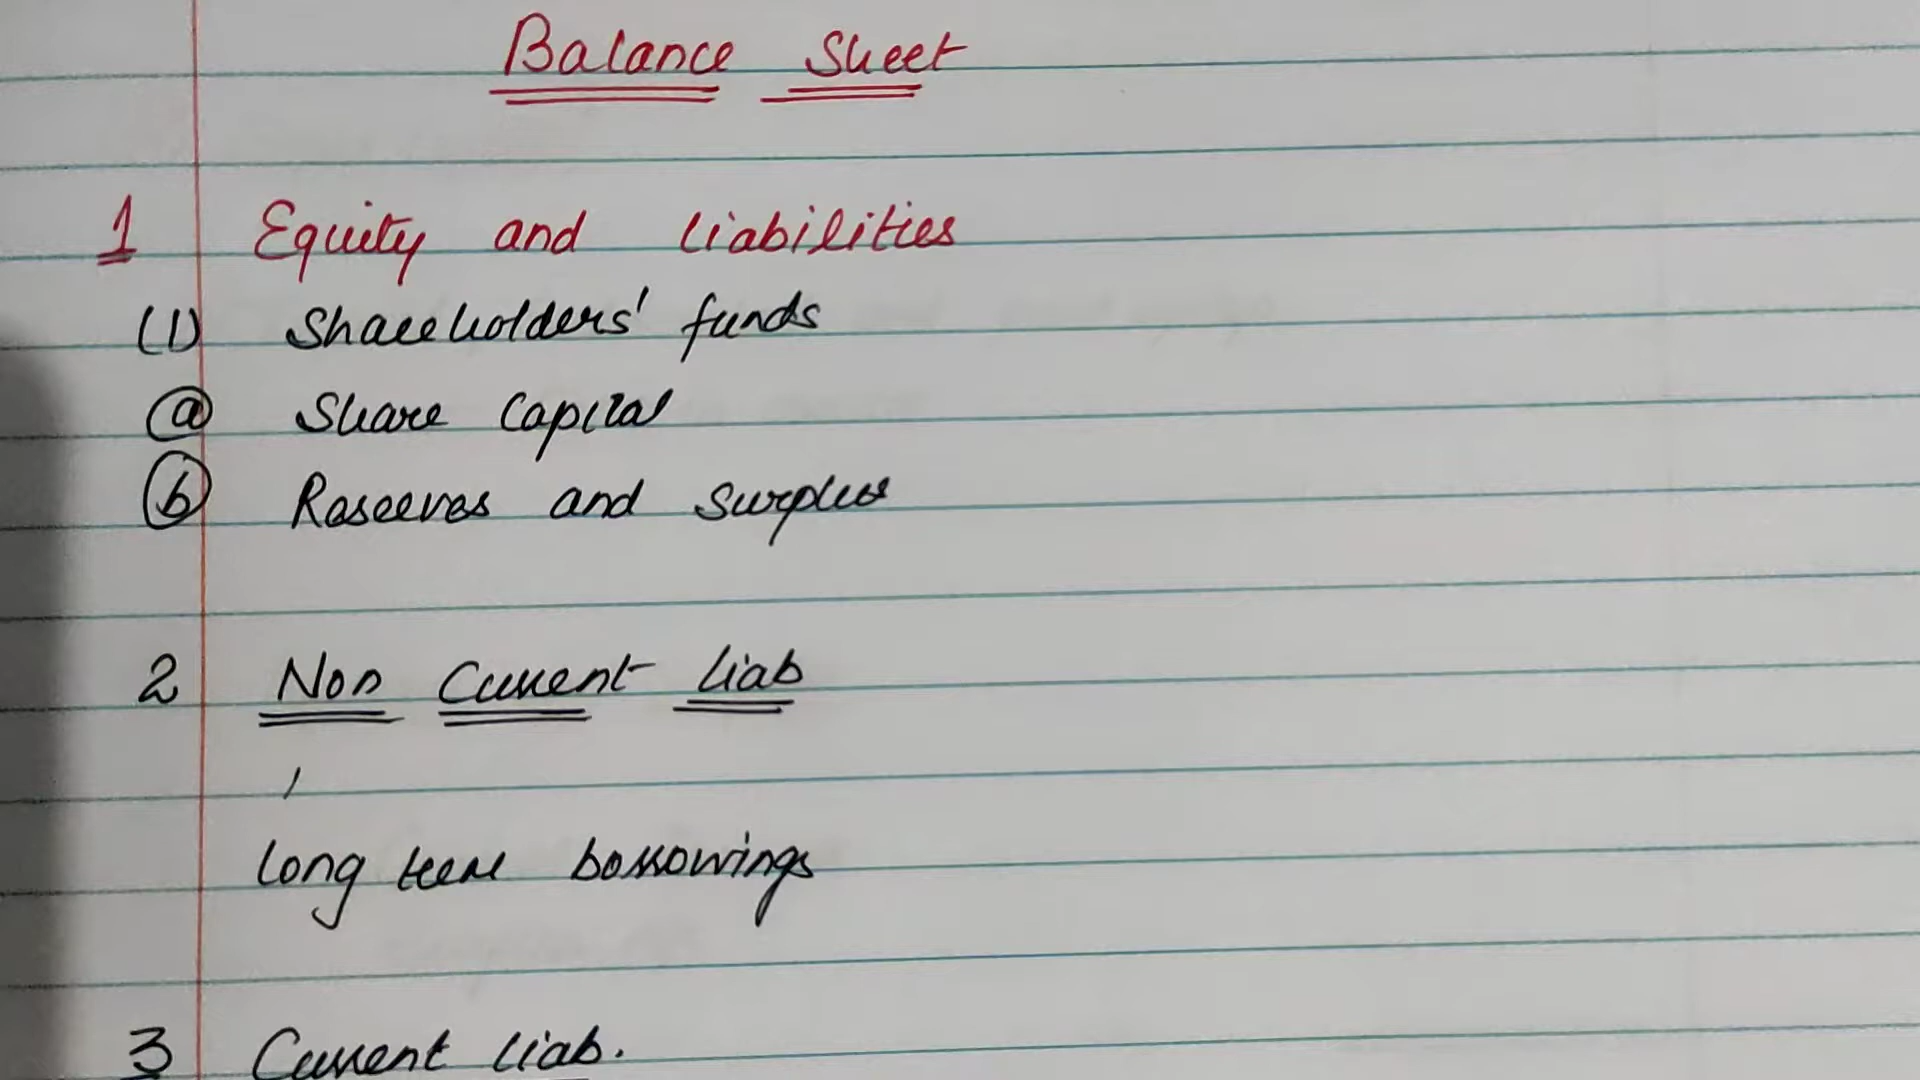 Balance Sheet
1 Equity and liabilities
(1) Shareholders' funds
(a) Share Capital
(b) Reserves and Surplus
2 Non Current liab
long term borrowings
3 Current liab.